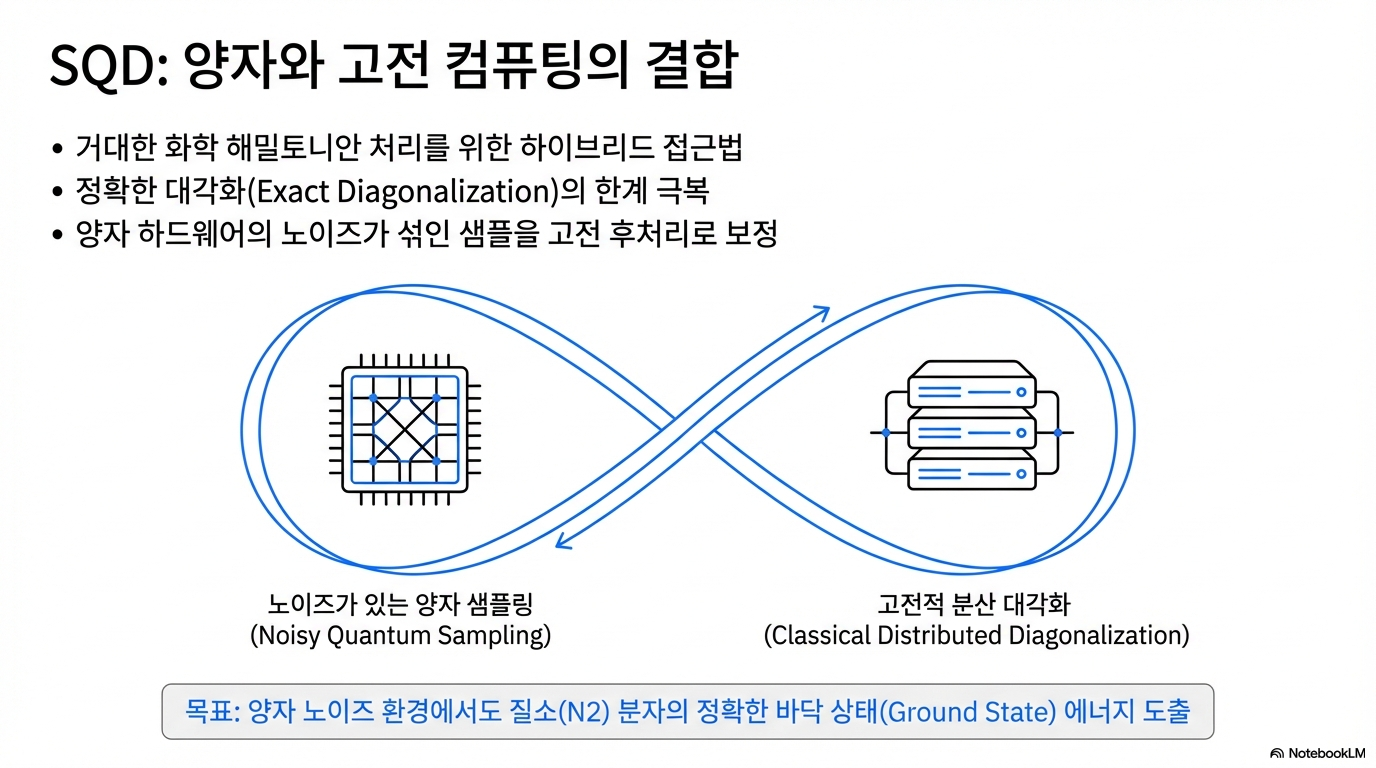 SQD: 양자와 고전 컴퓨팅의 결합
• 거대한 화학 해밀토니안 처리를 위한 하이브리드 접근법
• 정확한 대각화(Exact Diagonalization)의 한계 극복
• 양자 하드웨어의 노이즈가 섞인 샘플을 고전 후처리로 보정
노이즈가 있는 양자 샘플링
(Noisy Quantum Sampling)
고전적 분산 대각화
(Classical Distributed Diagonalization)
목표: 양자 노이즈 환경에서도 질소(N2) 분자의 정확한 바닥 상태(Ground State) 에너지 도출
NotebookLM